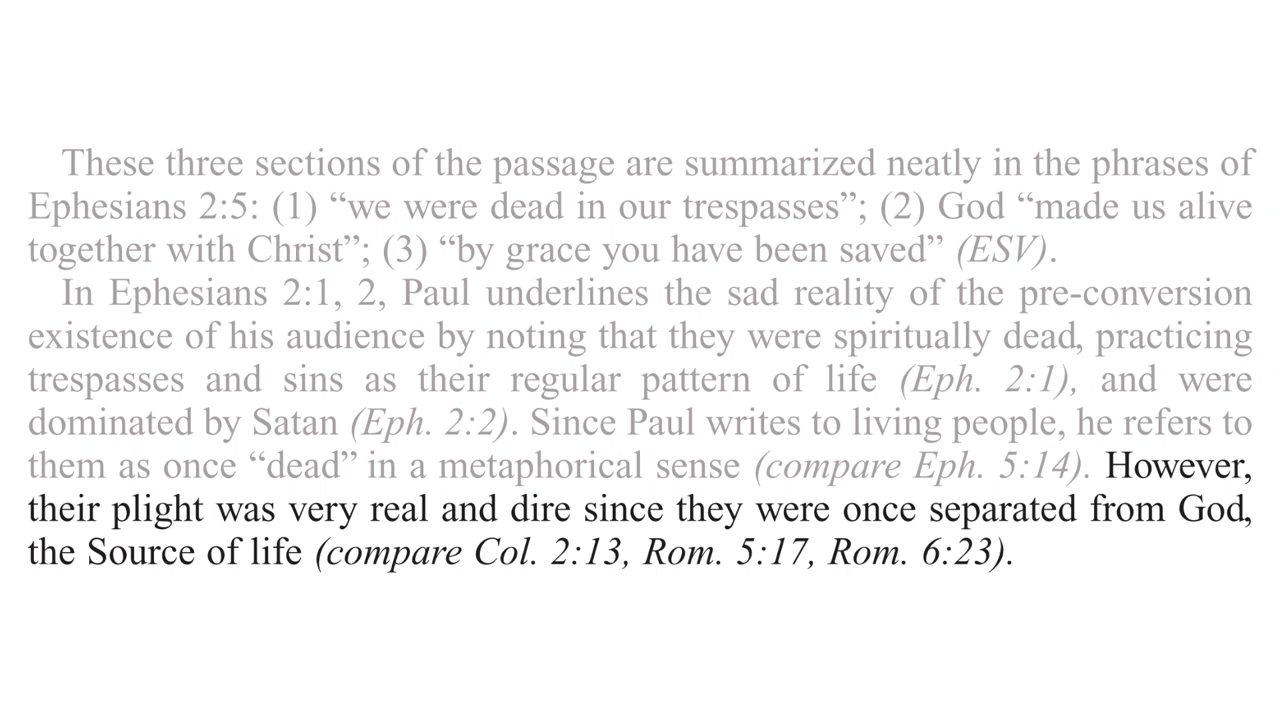 These three sections of the passage are summarized neatly in the phrases of
Ephesians 2:5: (1) “we were dead in our trespasses”; (2) God “made us alive
together with Christ”; (3) “by grace you have been saved” (ESV).
In Ephesians 2:1, 2, Paul underlines the sad reality of the pre-conversion
existence of his audience by noting that they were spiritually dead, practicing
trespasses and sins as their regular pattern of life (Eph. 2:1), and were
dominated by Satan (Eph. 2:2). Since Paul writes to living people, he refers to
them as once “dead” in a metaphorical sense (compare Eph. 5:14). However,
their plight was very real and dire since they were once separated from God,
the Source of life (compare Col. 2:13, Rom. 5:17, Rom. 6:23).